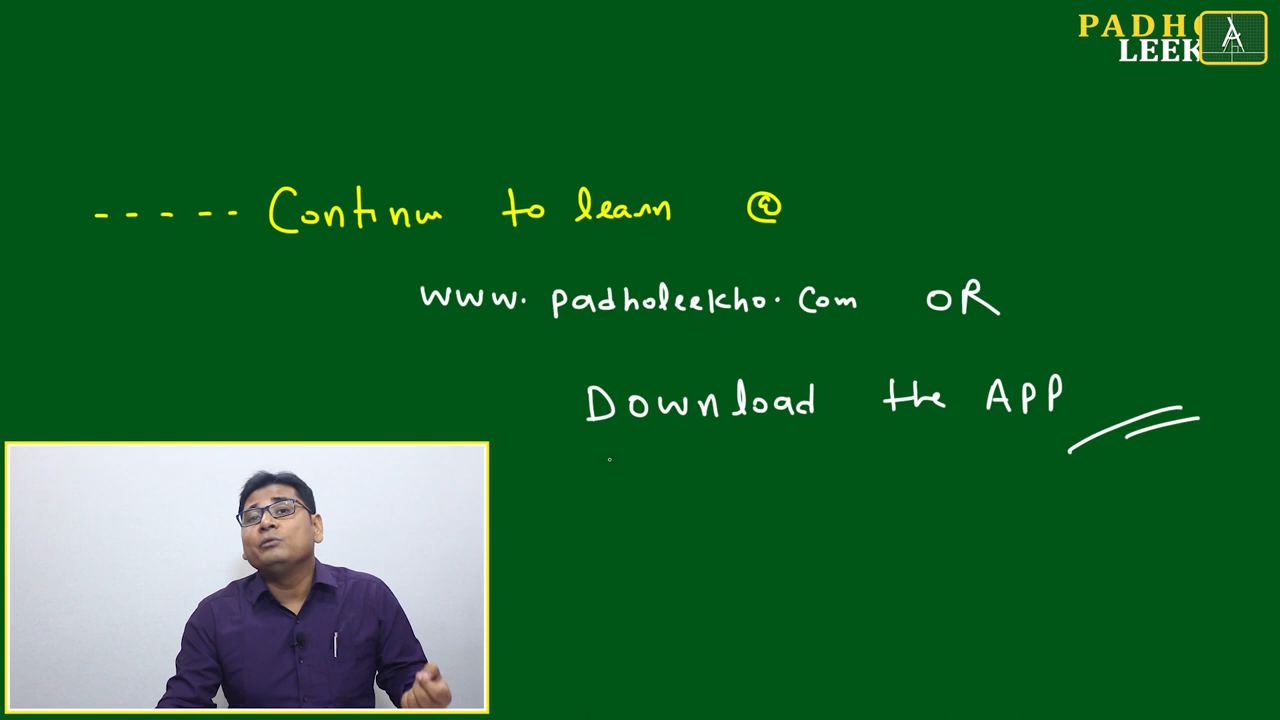 PADHO
LEEK
----- Continu to learn @
www.padholeekho.com OR
Download the APP